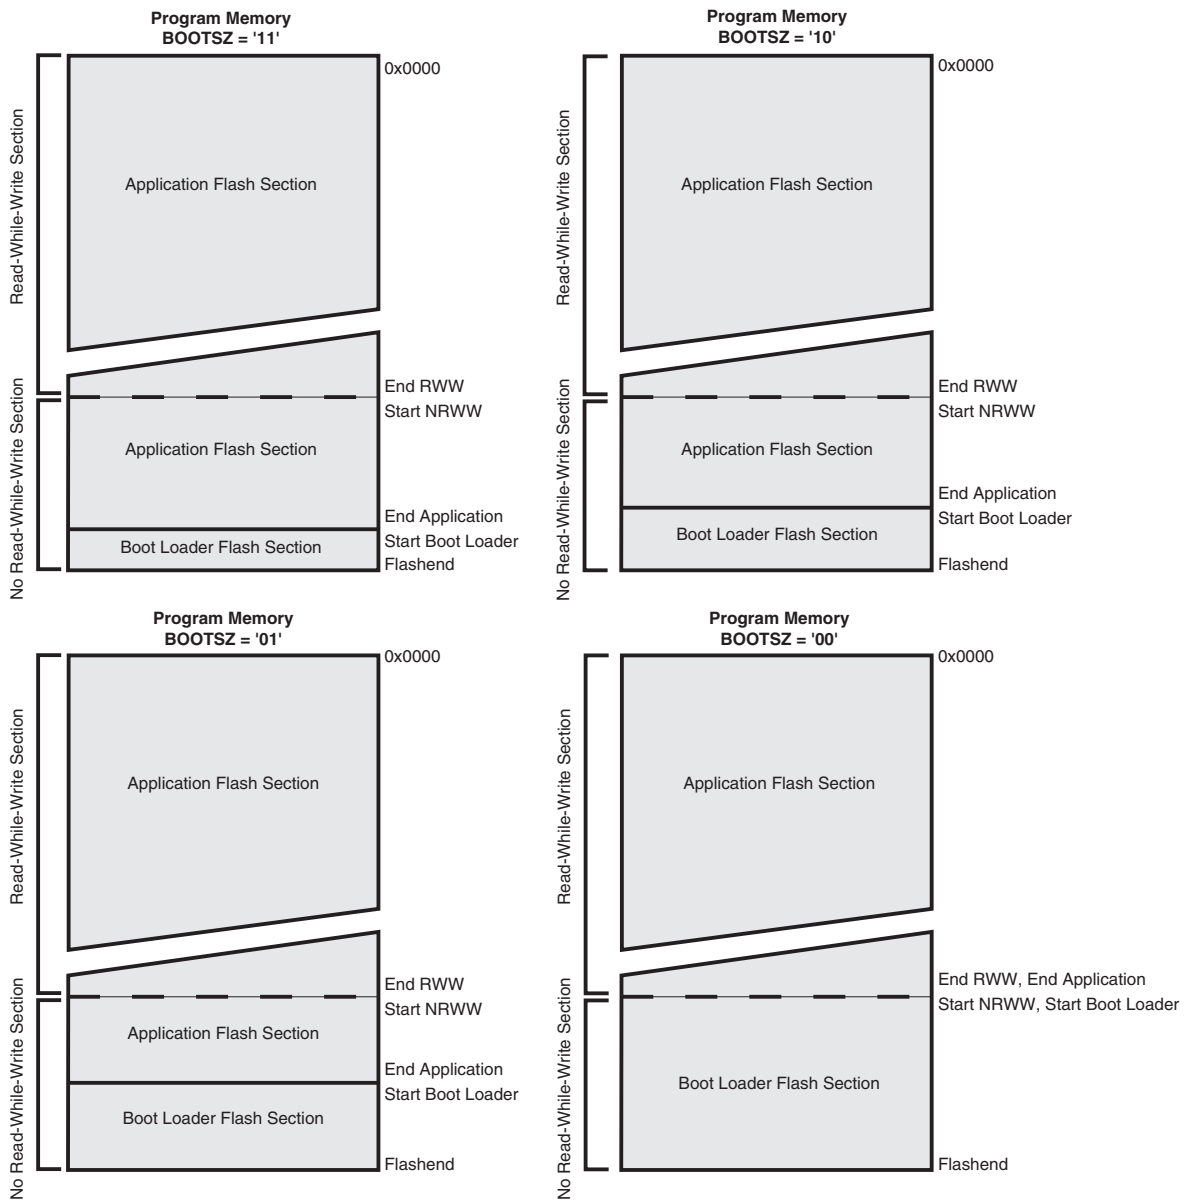 Program Memory
BOOTSZ = '11'
0x0000
Read-While-Write Section
Application Flash Section
End RWW
Start NRWW
No Read-While-Write Section
Application Flash Section
End Application
Start Boot Loader
Boot Loader Flash Section
Flashend
Program Memory
BOOTSZ = '10'
0x0000
Read-While-Write Section
Application Flash Section
End RWW
Start NRWW
No Read-While-Write Section
Application Flash Section
End Application
Start Boot Loader
Boot Loader Flash Section
Flashend
Program Memory
BOOTSZ = '01'
0x0000
Read-While-Write Section
Application Flash Section
End RWW
Start NRWW
No Read-While-Write Section
Application Flash Section
End Application
Start Boot Loader
Boot Loader Flash Section
Flashend
Program Memory
BOOTSZ = '00'
0x0000
Read-While-Write Section
Application Flash Section
End RWW, End Application
Start NRWW, Start Boot Loader
No Read-While-Write Section
Boot Loader Flash Section
Flashend